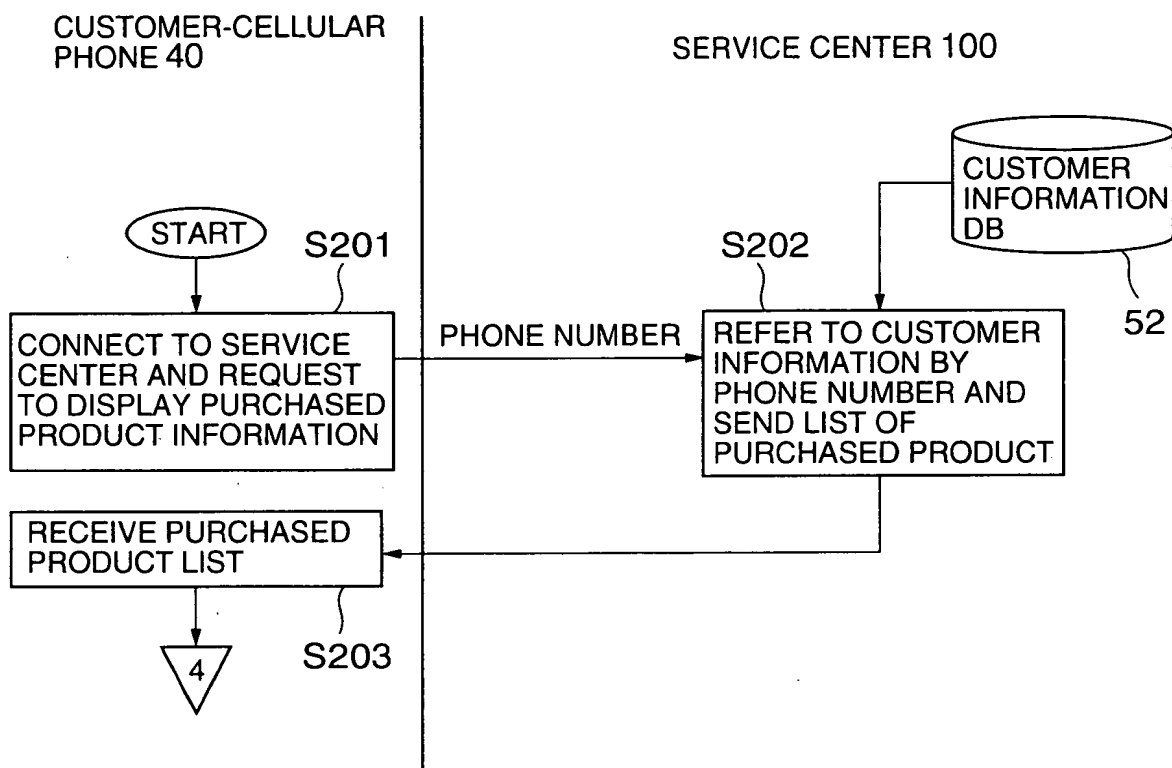 CUSTOMER-CELLULAR
PHONE 40
SERVICE CENTER 100
CUSTOMER
INFORMATION
DB
52
START
S201
CONNECT TO SERVICE
CENTER AND REQUEST
TO DISPLAY PURCHASED
PRODUCT INFORMATION
PHONE NUMBER
S202
REFER TO CUSTOMER
INFORMATION BY
PHONE NUMBER AND
SEND LIST OF
PURCHASED PRODUCT
RECEIVE PURCHASED
PRODUCT LIST
S203
4